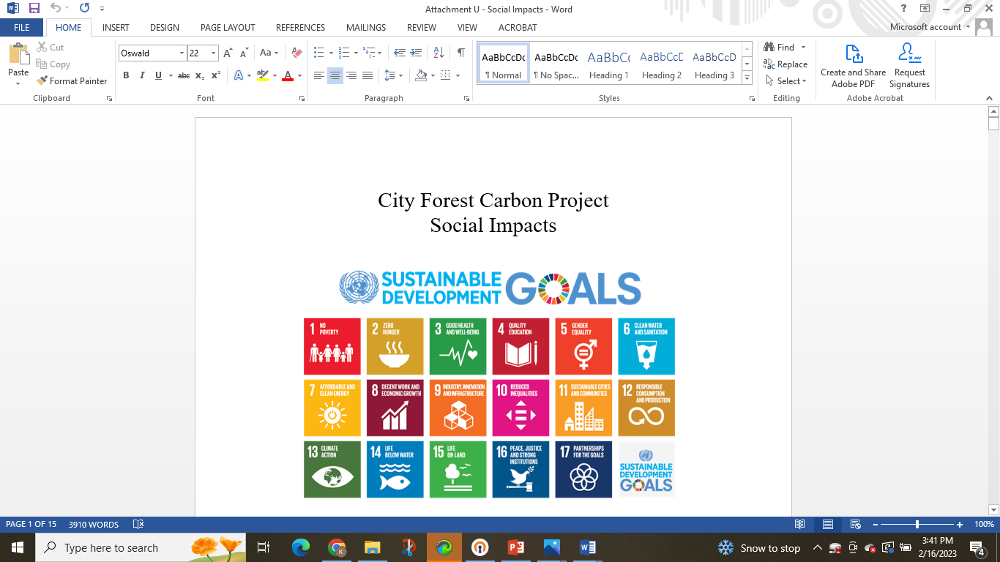 Attachment U - Social Impacts - Word
?
FILE
HOME
INSERT
DESIGN
PAGE LAYOUT
REFERENCES
MAILINGS
REVIEW
VIEW
ACROBAT
Microsoft account
Paste
Cut
Copy
Format Painter
Clipboard
Oswald
22
Aa
B I U abc x₂ x²
A ab A
Font
Paragraph
AaBbCcDc
¶ Normal
AaBbCcDc
¶ No Spac...
AaBbCc
Heading 1
AaBbCcD
Heading 2
AaBbCcD
Heading 3
Styles
Find
Replace
Select
Editing
Create and Share
Adobe PDF
Request
Signatures
Adobe Acrobat
City Forest Carbon Project
Social Impacts
SUSTAINABLE
DEVELOPMENT
GOALS
1 NO
POVERTY
2 ZERO
HUNGER
3 GOOD HEALTH
AND WELL-BEING
4 QUALITY
EDUCATION
5 GENDER
EQUALITY
6 CLEAN WATER
AND SANITATION
7 AFFORDABLE AND
CLEAN ENERGY
8 DECENT WORK AND
ECONOMIC GROWTH
9 INDUSTRY, INNOVATION
AND INFRASTRUCTURE
10 REDUCED
INEQUALITIES
11 SUSTAINABLE CITIES
AND COMMUNITIES
12 RESPONSIBLE
CONSUMPTION
AND PRODUCTION
13 CLIMATE
ACTION
14 LIFE
BELOW WATER
15 LIFE
ON LAND
16 PEACE, JUSTICE
AND STRONG
INSTITUTIONS
17 PARTNERSHIPS
FOR THE GOALS
SUSTAINABLE
DEVELOPMENT
GOALS
PAGE 1 OF 15
3910 WORDS
100%
Type here to search
K
Snow to stop
3:41 PM
2/16/2023
4